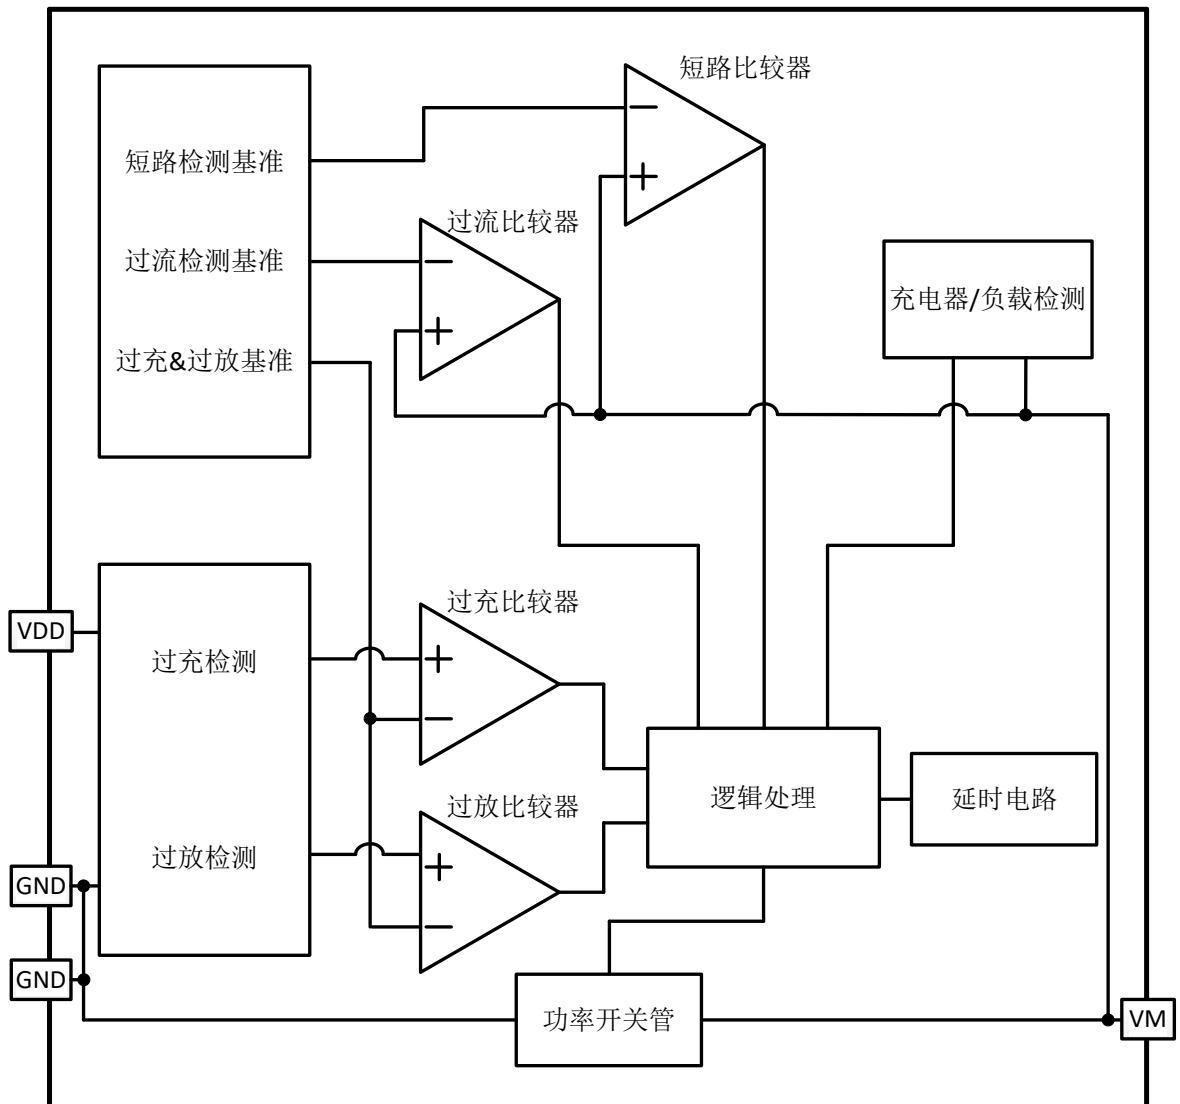 短路比较器
短路检测基准
过流比较器
过流检测基准
充电器/负载检测
过充&过放基准
过充比较器
VDD
过充检测
逻辑处理
延时电路
过放比较器
过放检测
GND
GND
功率开关管
VM